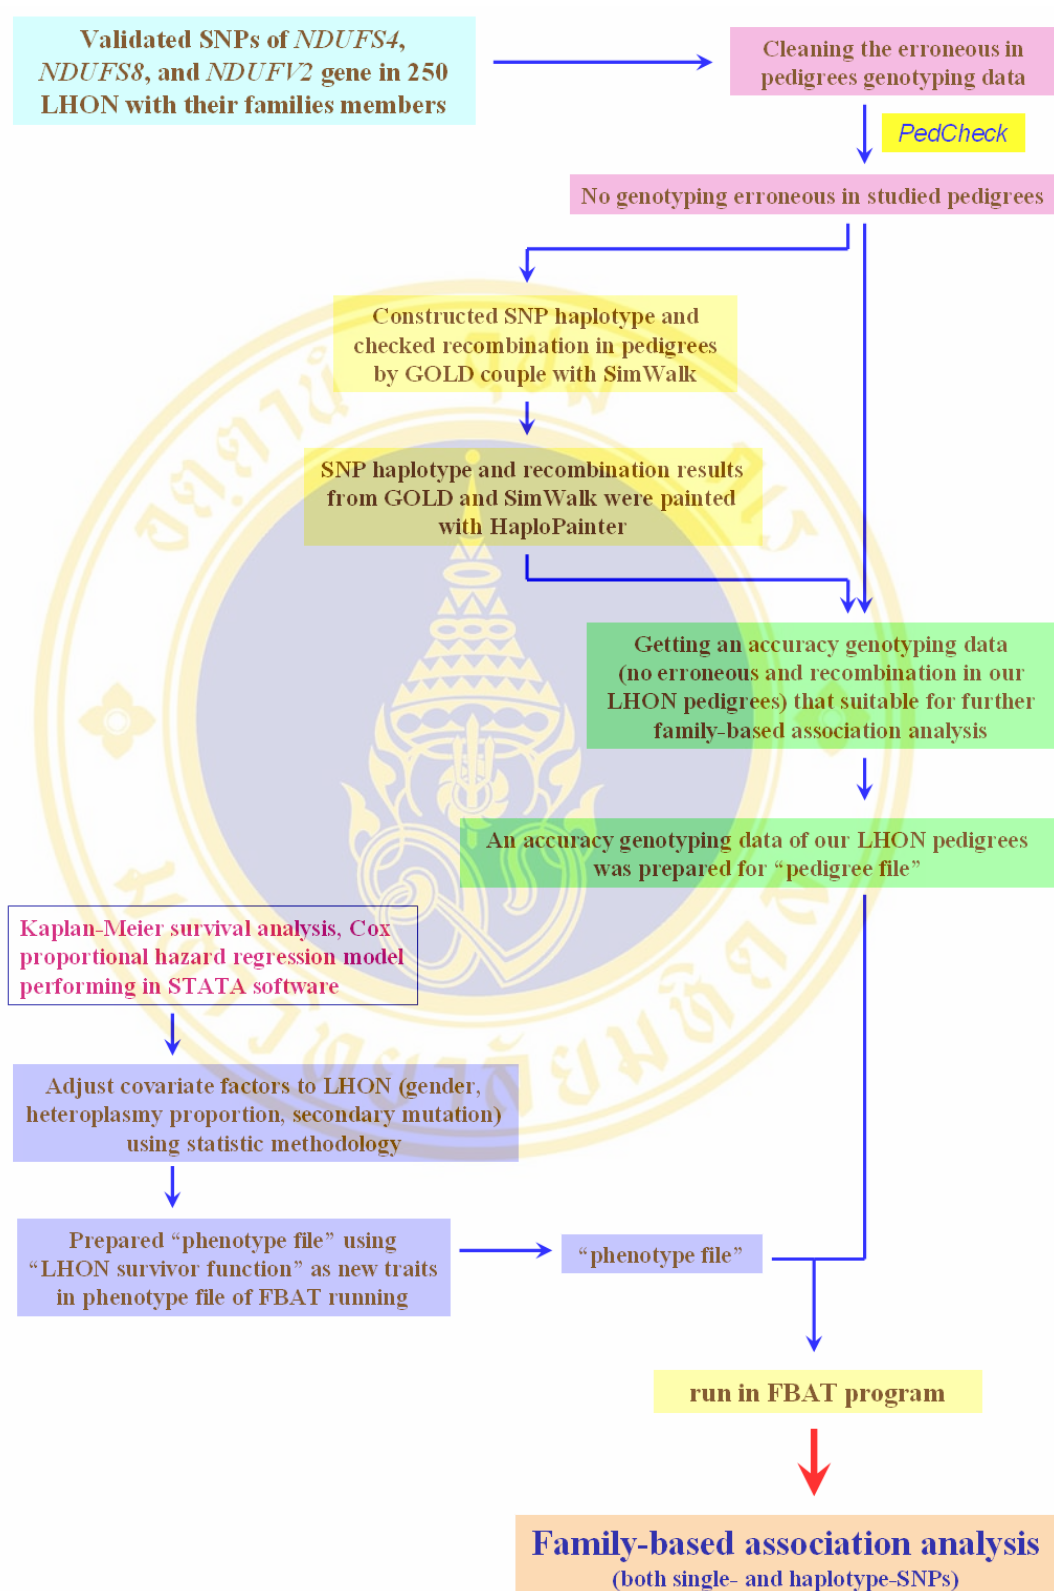 Validated SNPs of NDUFS4,
NDUFS8, and NDUFV2 gene in 250
LHON with their families members
Cleaning the erroneous in
pedigrees genotyping data
PedCheck
No genotyping erroneous in studied pedigrees
Constructed SNP haplotype and
checked recombination in pedigrees
by GOLD couple with SimWalk
SNP haplotype and recombination results
from GOLD and SimWalk were painted
with HaploPainter
Getting an accuracy genotyping data
(no erroneous and recombination in our
LHON pedigrees) that suitable for further
family-based association analysis
An accuracy genotyping data of our LHON pedigrees
was prepared for “pedigree file”
Kaplan-Meier survival analysis, Cox
proportional hazard regression model
performing in STATA software
Adjust covariate factors to LHON (gender,
heteroplasmy proportion, secondary mutation)
using statistic methodology
Prepared “phenotype file” using
“LHON survivor function” as new traits
in phenotype file of FBAT running
“phenotype file”
run in FBAT program
Family-based association analysis
(both single- and haplotype-SNPs)